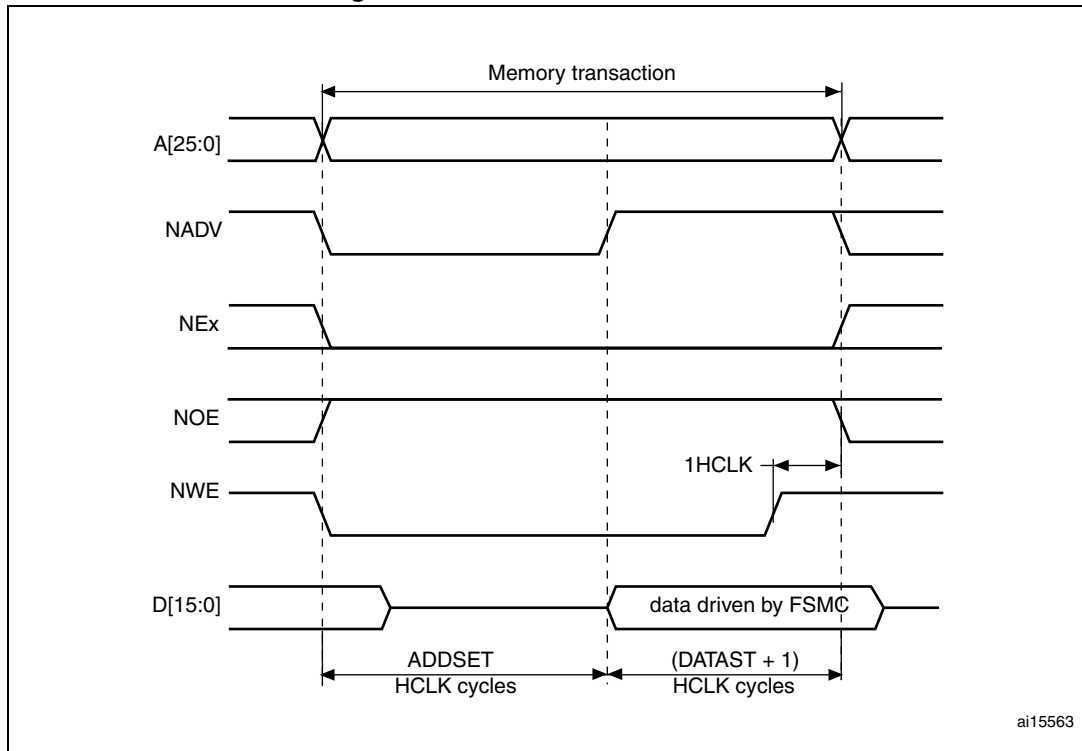 Memory transaction
A[25:0]
NADV
NEx
NOE
1HCLK
NWE
D[15:0]
data driven by FSMC
ADDSET
HCLK cycles
(DATAST + 1)
HCLK cycles
ai15563